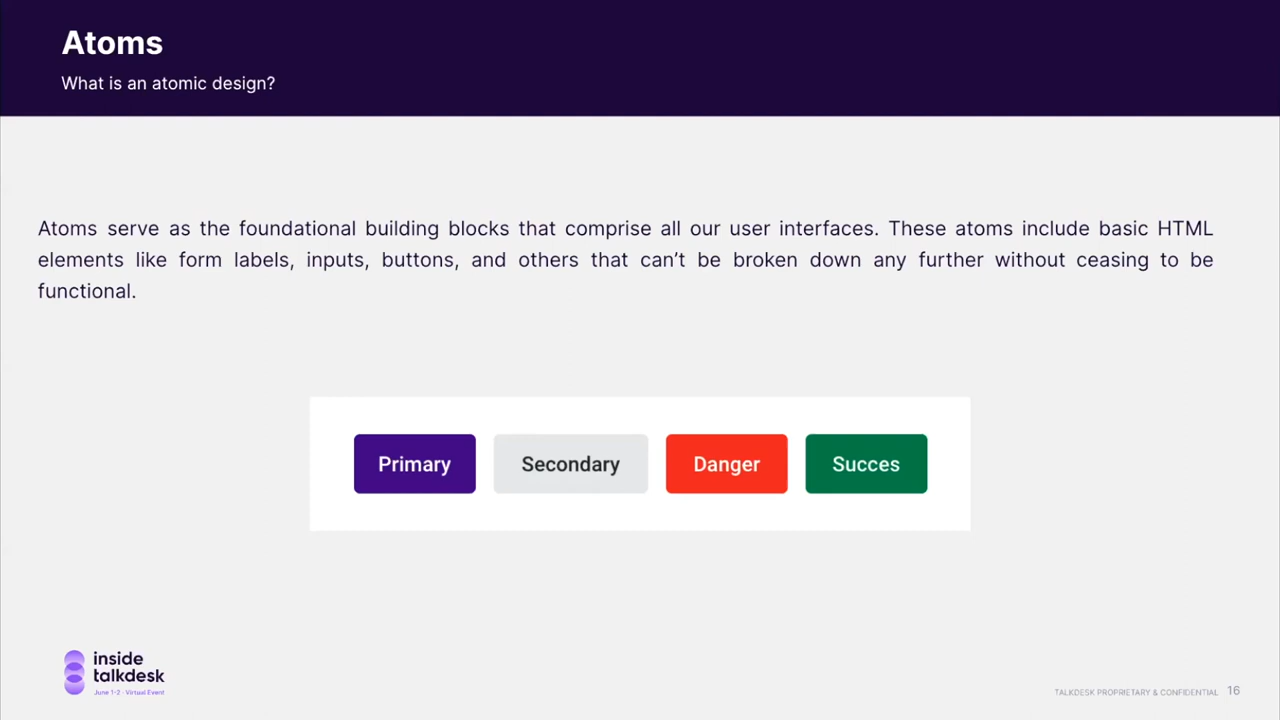 Atoms
What is an atomic design?
Atoms serve as the foundational building blocks that comprise all our user interfaces. These atoms include basic HTML
elements like form labels, inputs, buttons, and others that can’t be broken down any further without ceasing to be
functional.
Primary Secondary Danger Succes
inside
talkdesk
June 1-2 · Virtual Event
TALKDESK PROPRIETARY & CONFIDENTIAL 16